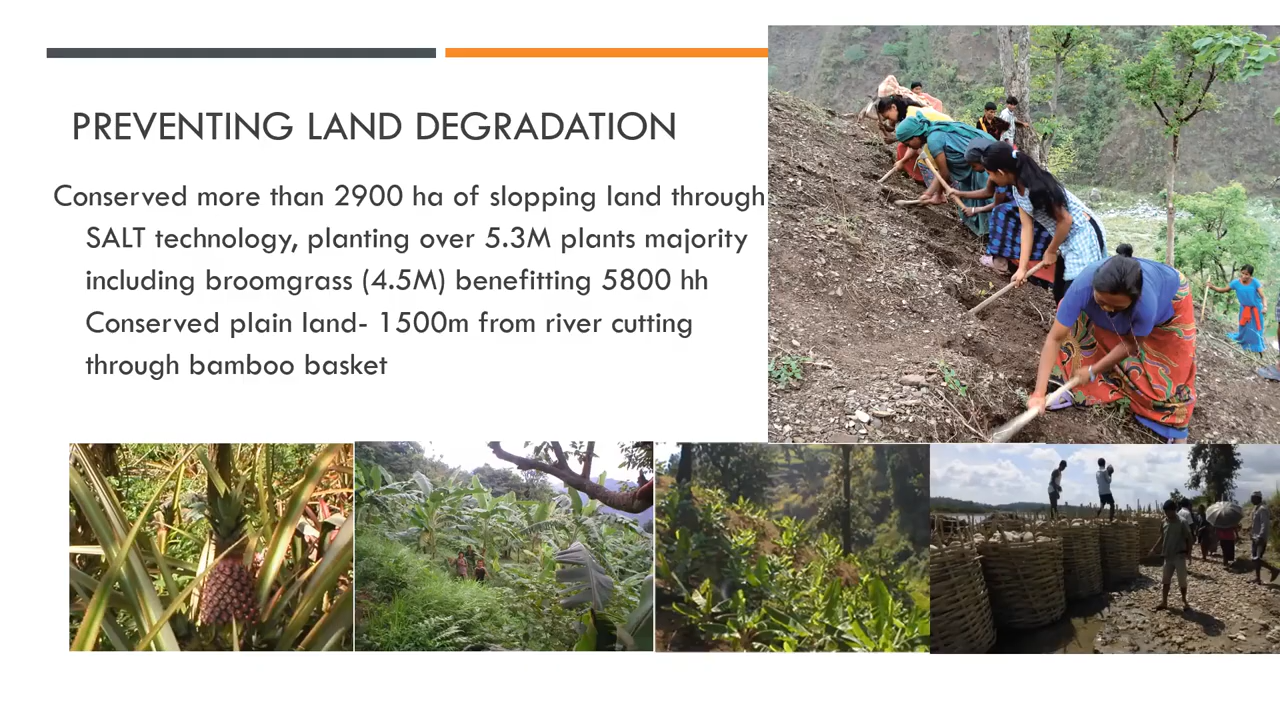 PREVENTING LAND DEGRADATION
Conserved more than 2900 ha of slopping land through
SALT technology, planting over 5.3M plants majority
including broomgrass (4.5M) benefitting 5800 hh
Conserved plain land- 1500m from river cutting
through bamboo basket